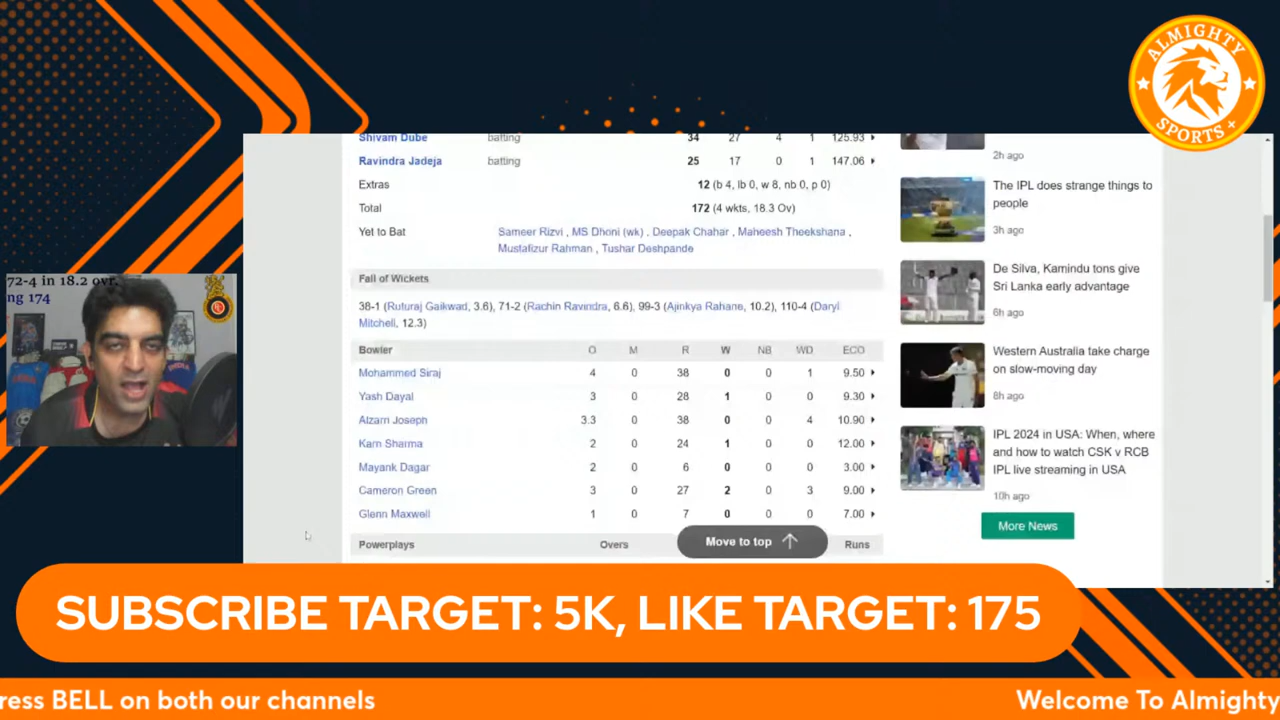 ALMIGHTY
SPORTS+
Shivam Dube batting 34 27 4 1 125.93
Ravindra Jadeja batting 25 17 0 1 147.06
Extras 12 (b 4, lb 0, w 8, nb 0, p 0)
Total 172 (4 wkts, 18.3 Ov)
Yet to Bat Sameer Rizvi , MS Dhoni (wk) , Deepak Chahar , Maheesh Theekshana ,
Mustafizur Rahman , Tushar Deshpande
Fall of Wickets
38-1 (Ruturaj Gaikwad, 3.6), 71-2 (Rachin Ravindra, 6.6), 99-3 (Ajinkya Rahane, 10.2), 110-4 (Daryl
Mitchell, 12.3)
Bowler O M R W NB WD ECO
Mohammed Siraj 4 0 38 0 0 1 9.50
Yash Dayal 3 0 28 1 0 0 9.30
Alzarri Joseph 3.3 0 38 0 0 4 10.90
Karn Sharma 2 0 24 1 0 0 12.00
Mayank Dagar 2 0 6 0 0 0 3.00
Cameron Green 3 0 27 2 0 3 9.00
Glenn Maxwell 1 0 7 0 0 0 7.00
Powerplays Overs Runs
Move to top
2h ago
The IPL does strange things to
people
3h ago
De Silva, Kamindu tons give
Sri Lanka early advantage
6h ago
Western Australia take charge
on slow-moving day
8h ago
IPL 2024 in USA: When, where
and how to watch CSK v RCB
IPL live streaming in USA
10h ago
More News
72-4 in 18.2 ovr.
ng 174
SUBSCRIBE TARGET: 5K, LIKE TARGET: 175
ress BELL on both our channels
Welcome To Almighty